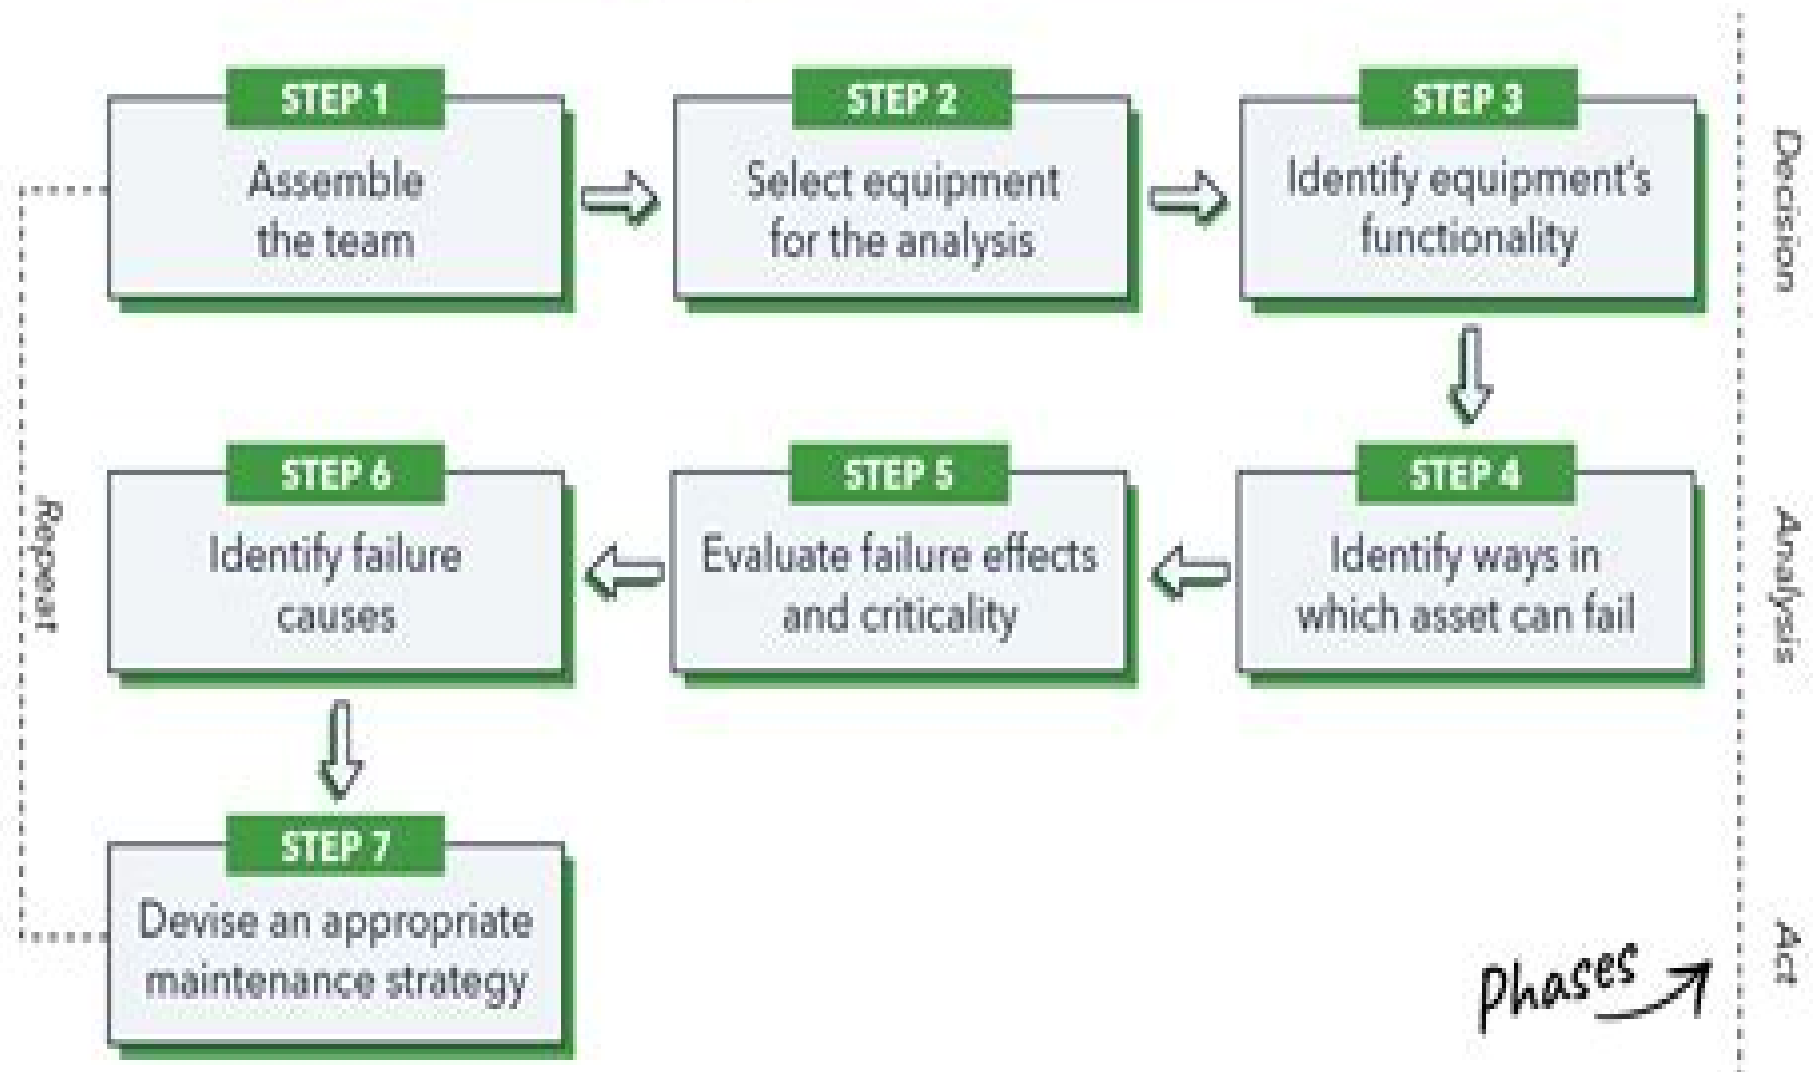 STEP 1
Assemble
the team
STEP 2
Select equipment
for the analysis
STEP 3
Identify equipment's
functionality
Decision
STEP 4
Identify ways in
which asset can fail
STEP 5
Evaluate failure effects
and criticality
STEP 6
Identify failure
causes
Analysis
Repeat
STEP 7
Devise an appropriate
maintenance strategy
Act
Phases